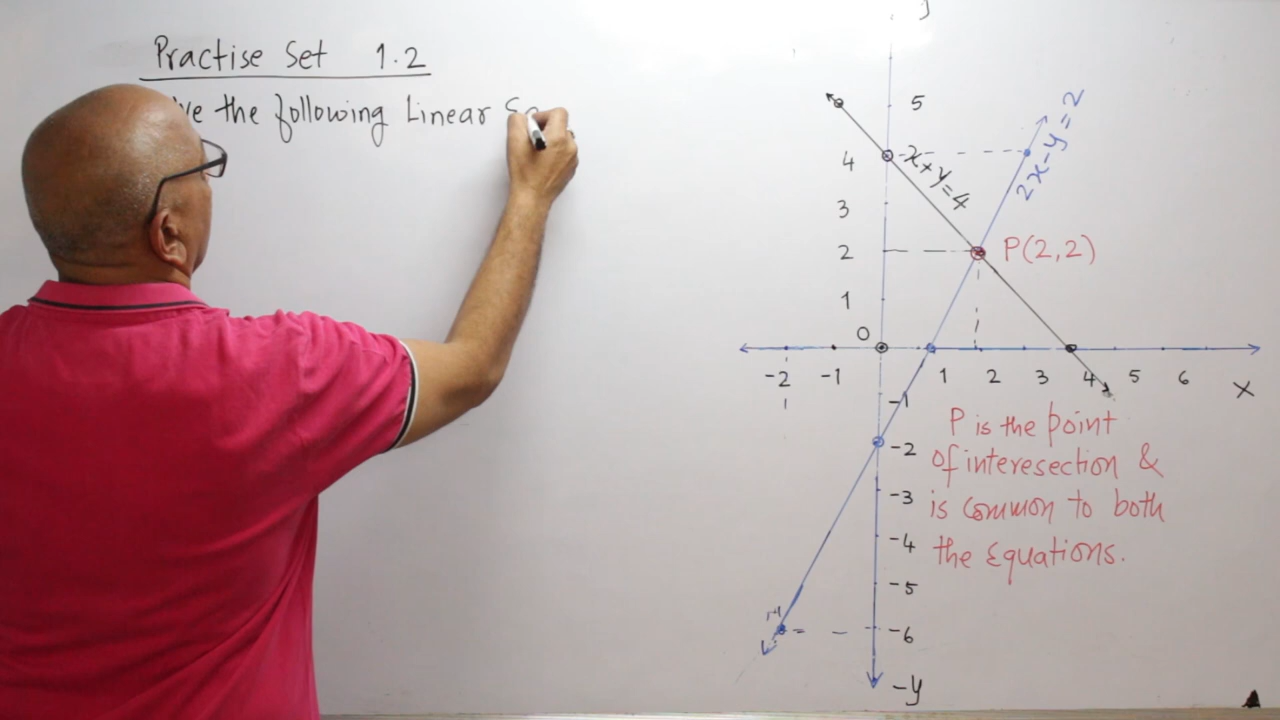 Practise Set 1.2
ve the following Linear
y
5
4
3
2
1
0
-2 -1 1 2 3 4 5 6 X
-1
-2
-3
-4
-5
-6
-y
x+y=4
2x-y=2
P(2,2)
P is the point
of interesection &
is common to both
the Equations.